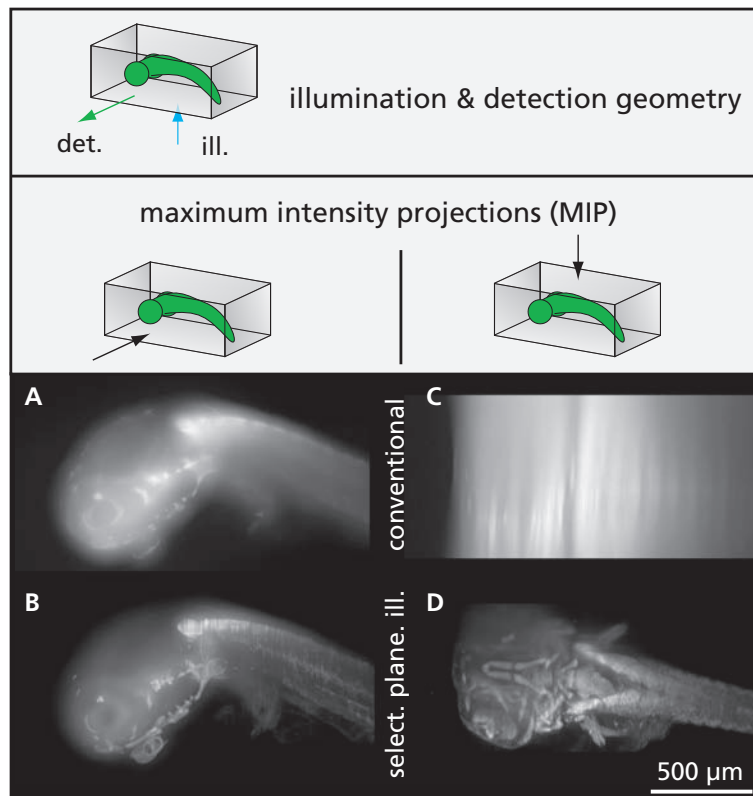 illumination & detection geometry
det.
ill.
maximum intensity projections (MIP)
A
conventional
C
B
select. plane. ill.
D
500 µm